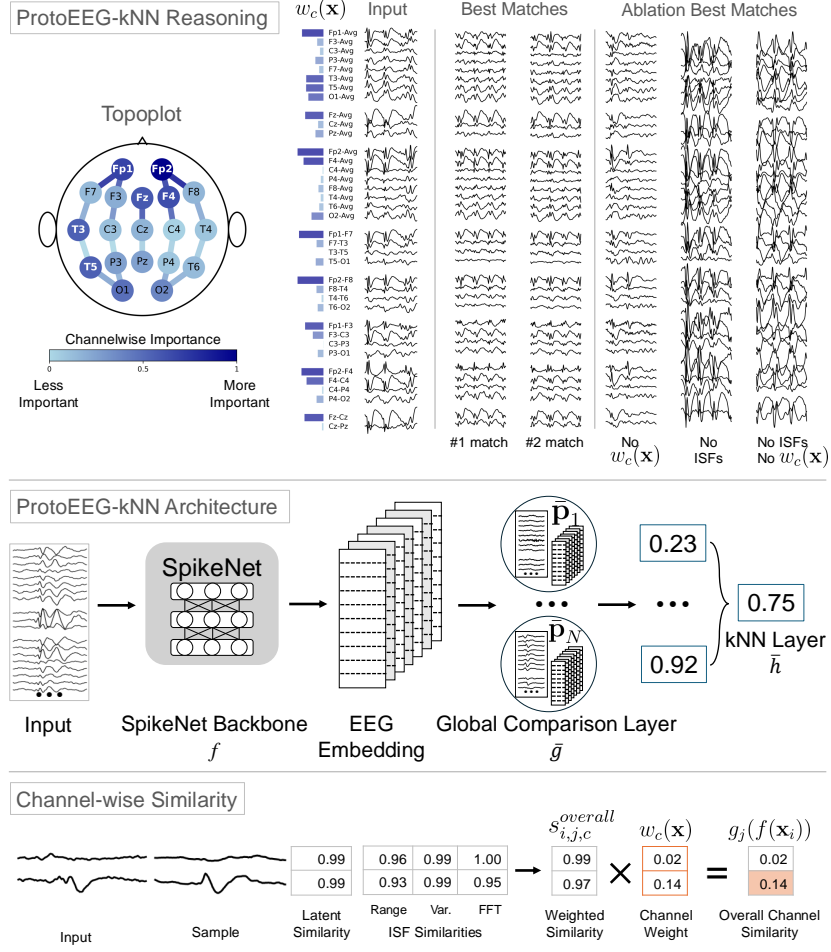 ProtoEEG-kNN Reasoning
w_c(x)
Input
Best Matches
Ablation Best Matches
Topoplot
Fp1
Fp2
F7
F3
Fz
F4
F8
T3
C3
Cz
C4
T4
T5
P3
Pz
P4
T6
O1
O2
Channelwise Importance
0
0.5
1
Less
Important
More
Important
Fp1-Avg
F3-Avg
C3-Avg
P3-Avg
F7-Avg
T3-Avg
T5-Avg
O1-Avg
Fz-Avg
Cz-Avg
Pz-Avg
Fp2-Avg
F4-Avg
C4-Avg
P4-Avg
F8-Avg
T4-Avg
T6-Avg
O2-Avg
Fp1-F7
F7-T3
T3-T5
T5-O1
Fp2-F8
F8-T4
T4-T6
T6-O2
Fp1-F3
F3-C3
C3-P3
P3-O1
Fp2-F4
F4-C4
C4-P4
P4-O2
Fz-Cz
Cz-Pz
#1 match
#2 match
No
w_c(x)
No
ISFs
No ISFs
No w_c(x)
ProtoEEG-kNN Architecture
SpikeNet
p̄_1
•••
p̄_N
0.23
•••
0.92
0.75
kNN Layer
h̄
•••
Input
SpikeNet Backbone
f
EEG
Embedding
Global Comparison Layer
ḡ
Channel-wise Similarity
s^{overall}_{i,j,c}
w_c(x)
g_j(f(x_i))
0.99 0.96 0.99 1.00 0.99 × 0.02 = 0.02
0.99 0.93 0.99 0.95 0.97 0.14 0.14
Input
Sample
Latent
Similarity
Range Var. FFT
ISF Similarities
Weighted
Similarity
Channel
Weight
Overall Channel
Similarity